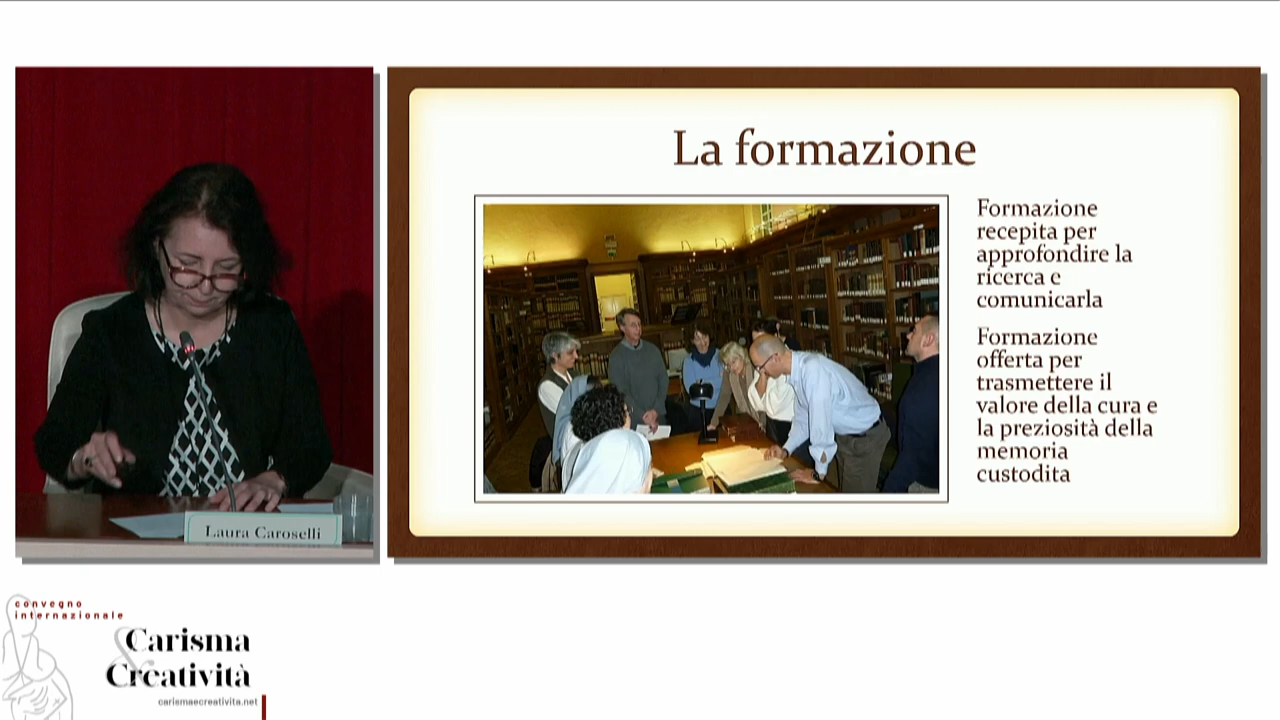 La formazione
Formazione
recepita per
approfondire la
ricerca e
comunicarla
Formazione
offerta per
trasmettere il
valore della cura e
la preziosità della
memoria
custodita
Laura Caroselli
convegno
internazionale
Carisma
&
Creatività
carismaecreativita.net